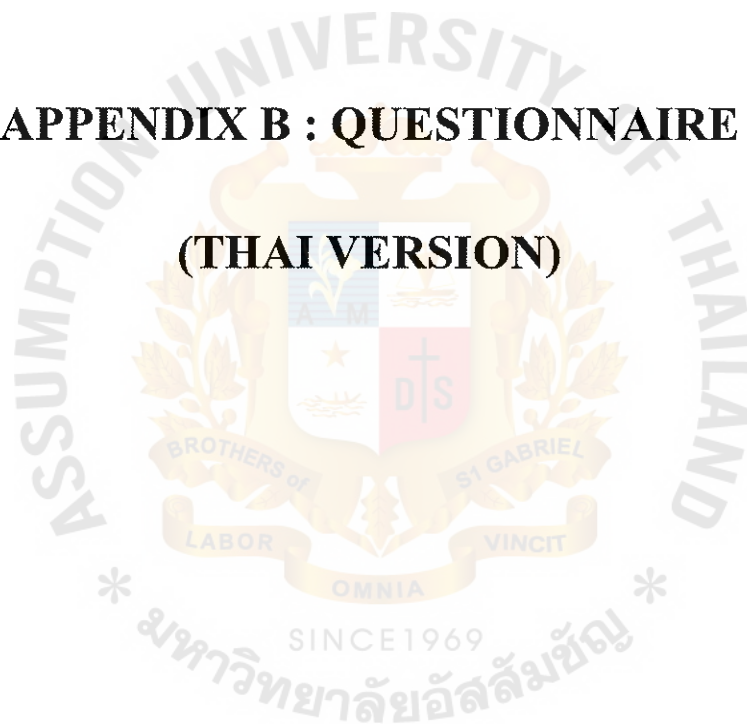 APPENDIX B : QUESTIONNAIRE
(THAI VERSION)
ASSUMPTION UNIVERSITY OF THAILAND
A M
D S
BROTHERS of
S1 GABRIEL
LABOR
VINCIT
OMNIA
SINCE1969
* มหาวิทยาลัยอัสสัมชัญ *